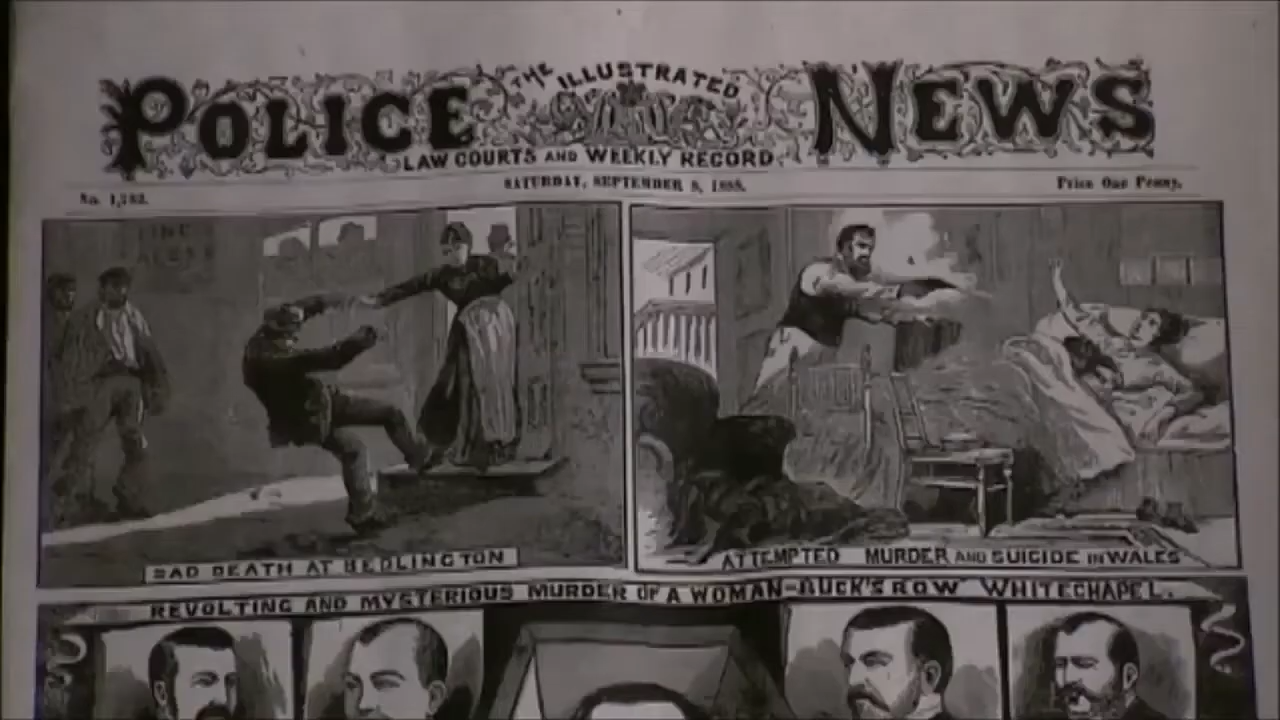 THE ILLUSTRATED
POLICE NEWS
LAW COURTS AND WEEKLY RECORD
SATURDAY, SEPTEMBER 8, 1888.
Price One Penny.
SAD DEATH AT BEDLINGTON
ATTEMPTED MURDER AND SUICIDE IN WALES
REVOLTING AND MYSTERIOUS MURDER OF A WOMAN-BUCK'S ROW WHITECHAPEL.